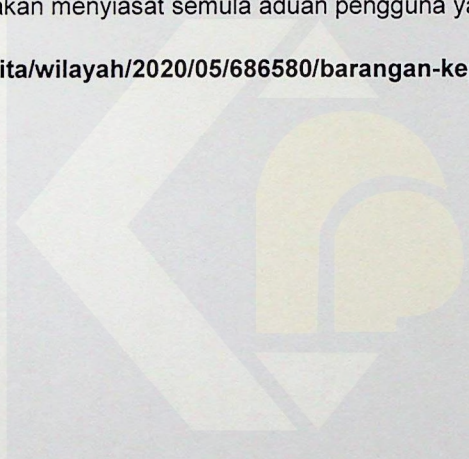 akan menyiasat semula aduan pengguna ya
ita/wilayah/2020/05/686580/barangan-ke